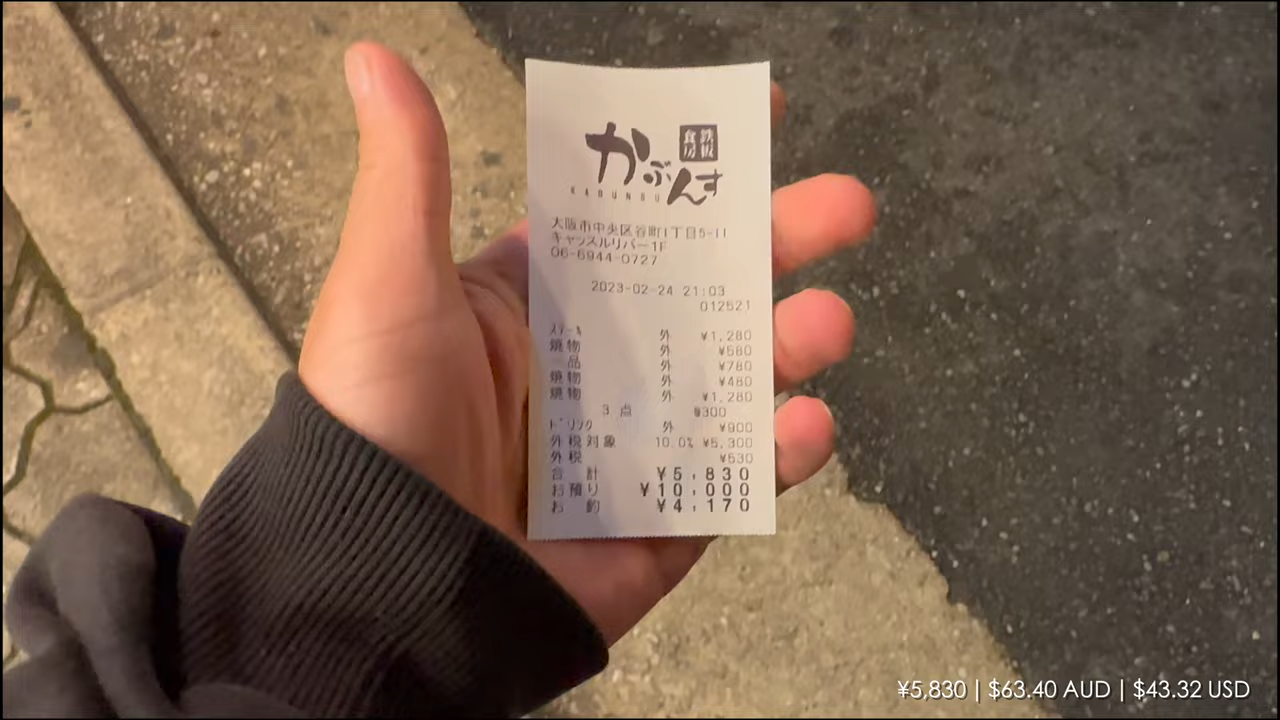 かぶんす
鉄板
食房
KABUNSU
大阪市中央区谷町1丁目5-11
キャッスルリバー1F
06-6944-0727
2023-02-24 21:03
012521
ｽﾃｰｷ 外 ¥1,280
焼物 外 ¥580
一品 外 ¥780
焼物 外 ¥480
焼物 外 ¥1,280
3 点 @300
ﾄﾞﾘﾝｸ 外 ¥900
外税対象 10.0% ¥5,300
外税 ¥530
合 計 ¥5,830
お預り ¥10,000
お 釣 ¥4,170
¥5,830 | $63.40 AUD | $43.32 USD